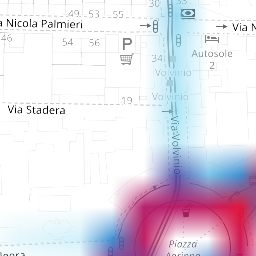 30
49 53 55
a Nicola Palmieri
Via N
46
54 56
P
34
Autosole
2
Volvinio
Volvinio
19
Via Stadera
Via Volvinio
Piazza